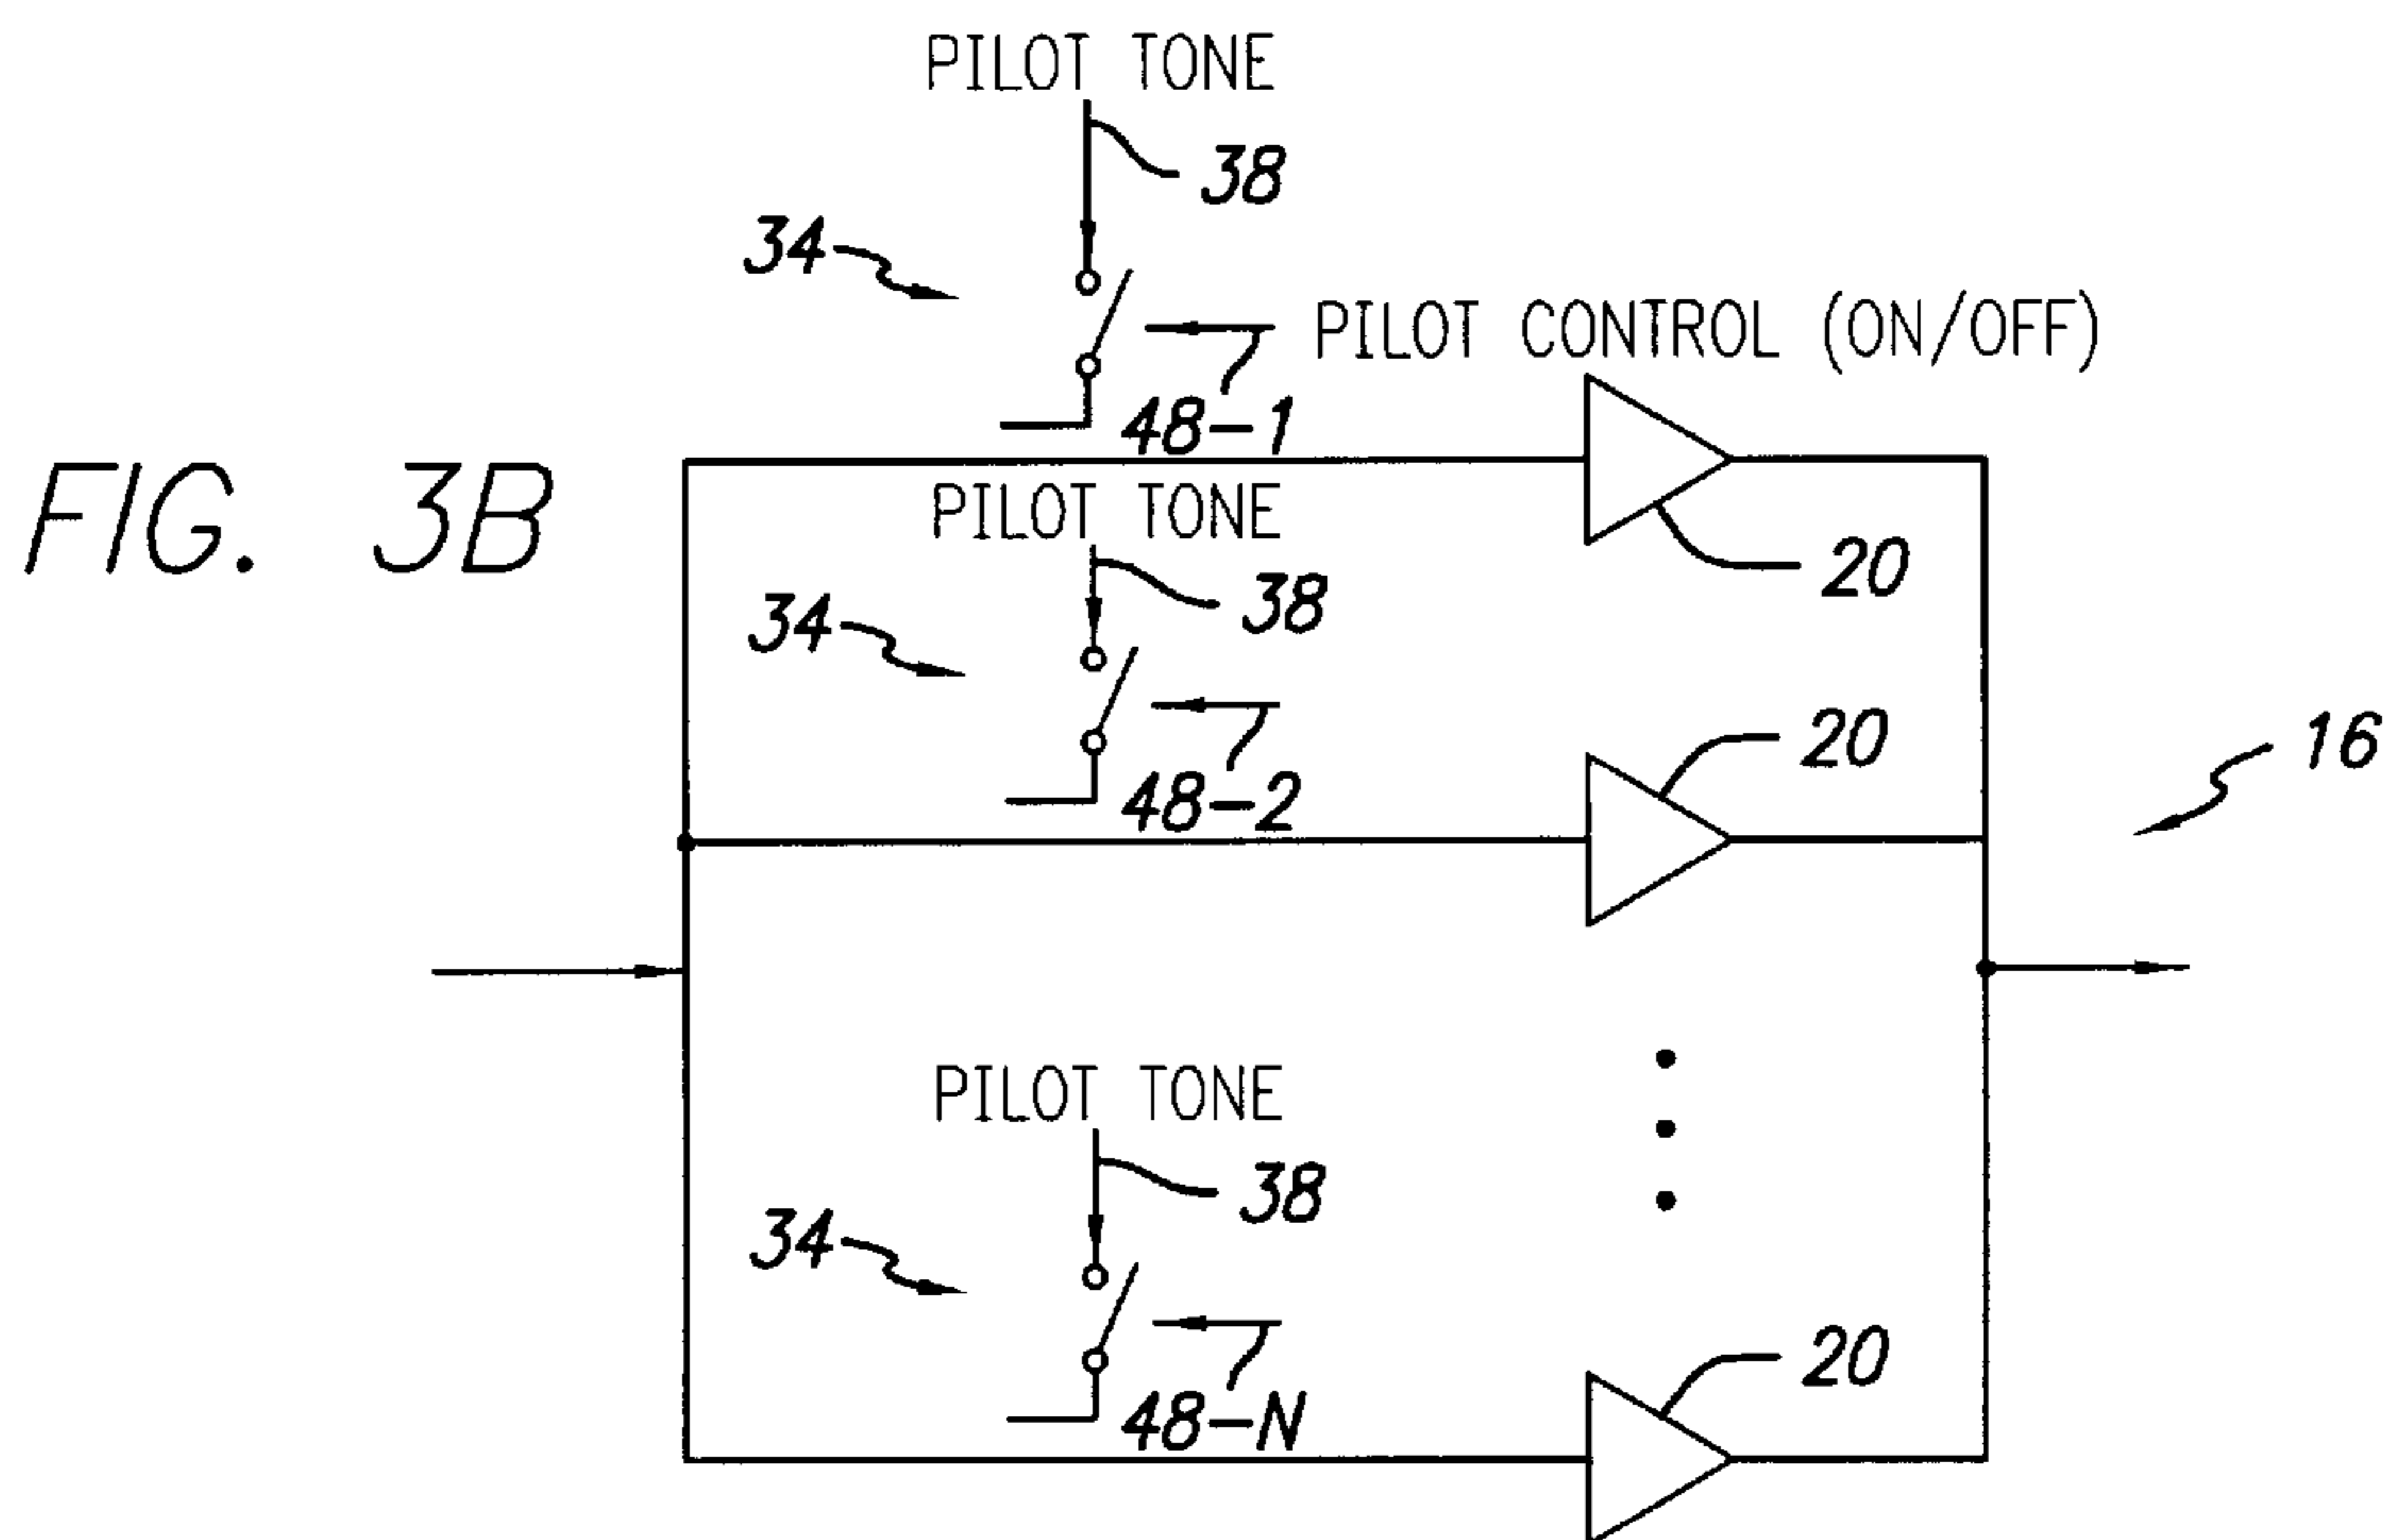 PILOT TONE
38
34
PILOT CONTROL (ON/OFF)
48-1
FIG. 3B
PILOT TONE
20
38
34
20
16
48-2
PILOT TONE
38
34
20
48-N